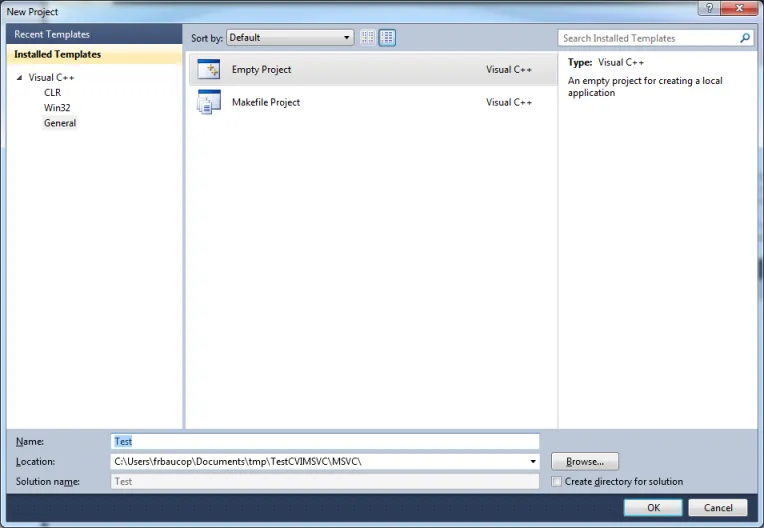 New Project
Recent Templates
Installed Templates
Visual C++
CLR
Win32
General
Sort by: Default
Empty Project Visual C++
Makefile Project Visual C++
Search Installed Templates
Type: Visual C++
An empty project for creating a local
application
Name: Test
Location: C:\Users\frbaucop\Documents\tmp\TestCVIMSVC\MSVC\ Browse...
Solution name: Test Create directory for solution
OK Cancel